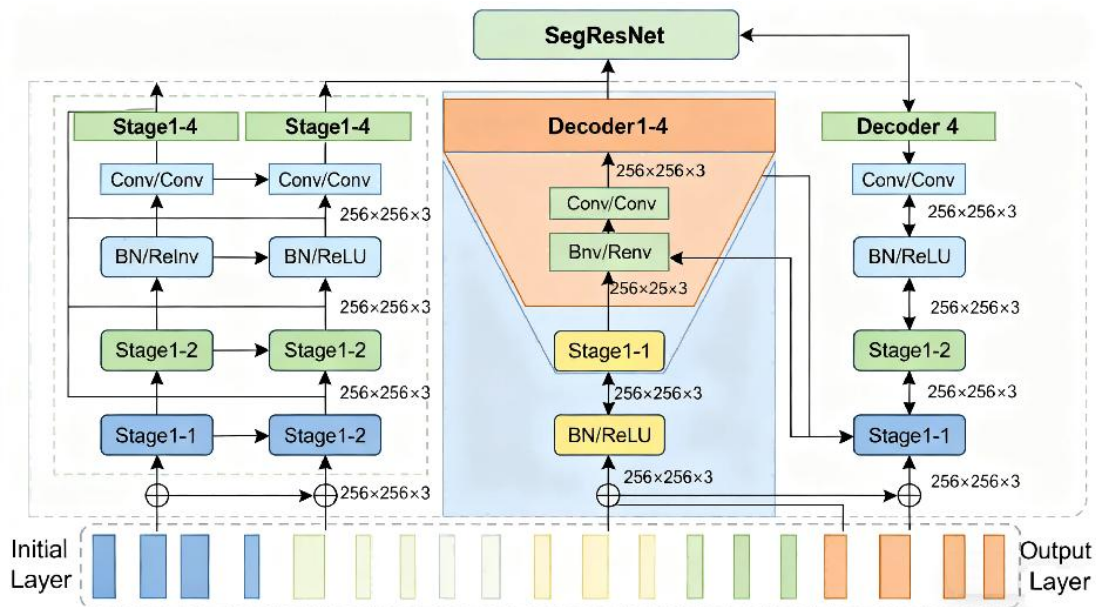 SegResNet
Stage1-4
Stage1-4
Decoder1-4
Decoder 4
256×256×3
Conv/Conv
Conv/Conv
Conv/Conv
Conv/Conv
256×256×3
256×256×3
BN/ReInv
BN/ReLU
Bnv/Renv
BN/ReLU
256×25×3
256×256×3
256×256×3
Stage1-2
Stage1-2
Stage1-1
Stage1-2
256×256×3
256×256×3
256×256×3
Stage1-1
Stage1-2
BN/ReLU
Stage1-1
256×256×3
256×256×3
256×256×3
Initial
Layer
Output
Layer